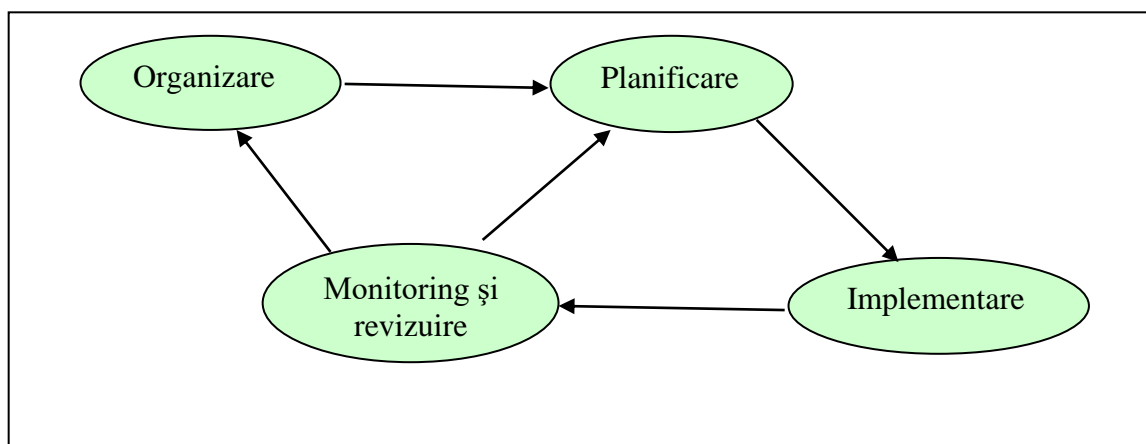 Organizare
Planificare
Monitoring şi
revizuire
Implementare